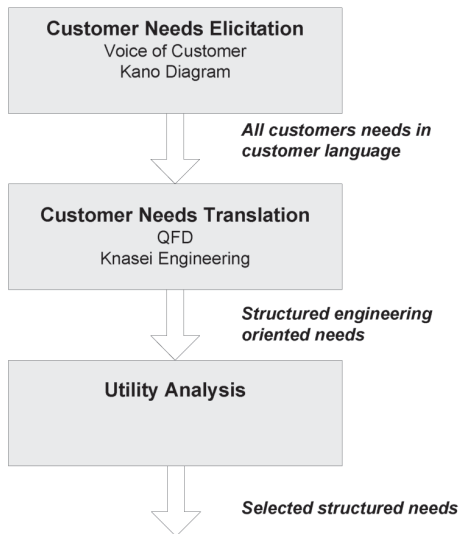 Customer Needs Elicitation
Voice of Customer
Kano Diagram
All customers needs in
customer language
Customer Needs Translation
QFD
Knasei Engineering
Structured engineering
oriented needs
Utility Analysis
Selected structured needs